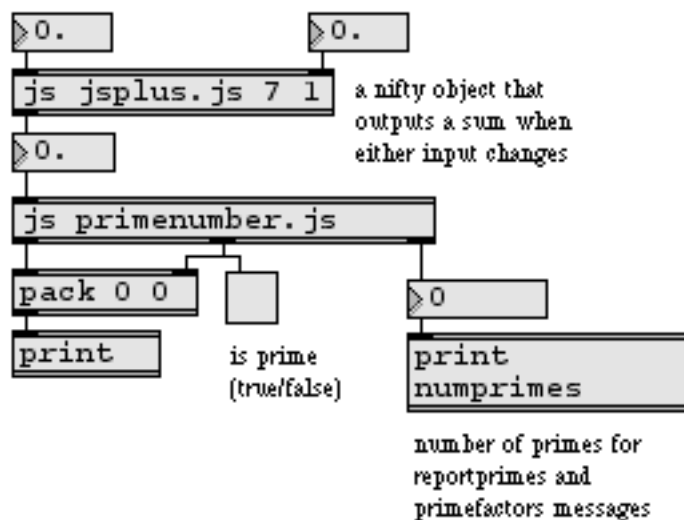 0.
0.
js jsplus.js 7 1
a nifty object that
outputs a sum when
either input changes
0.
js primenumber.js
pack 0 0
0
print
is prime
(true/false)
print
numprimes
number of primes for
reportprimes and
primefactors messages